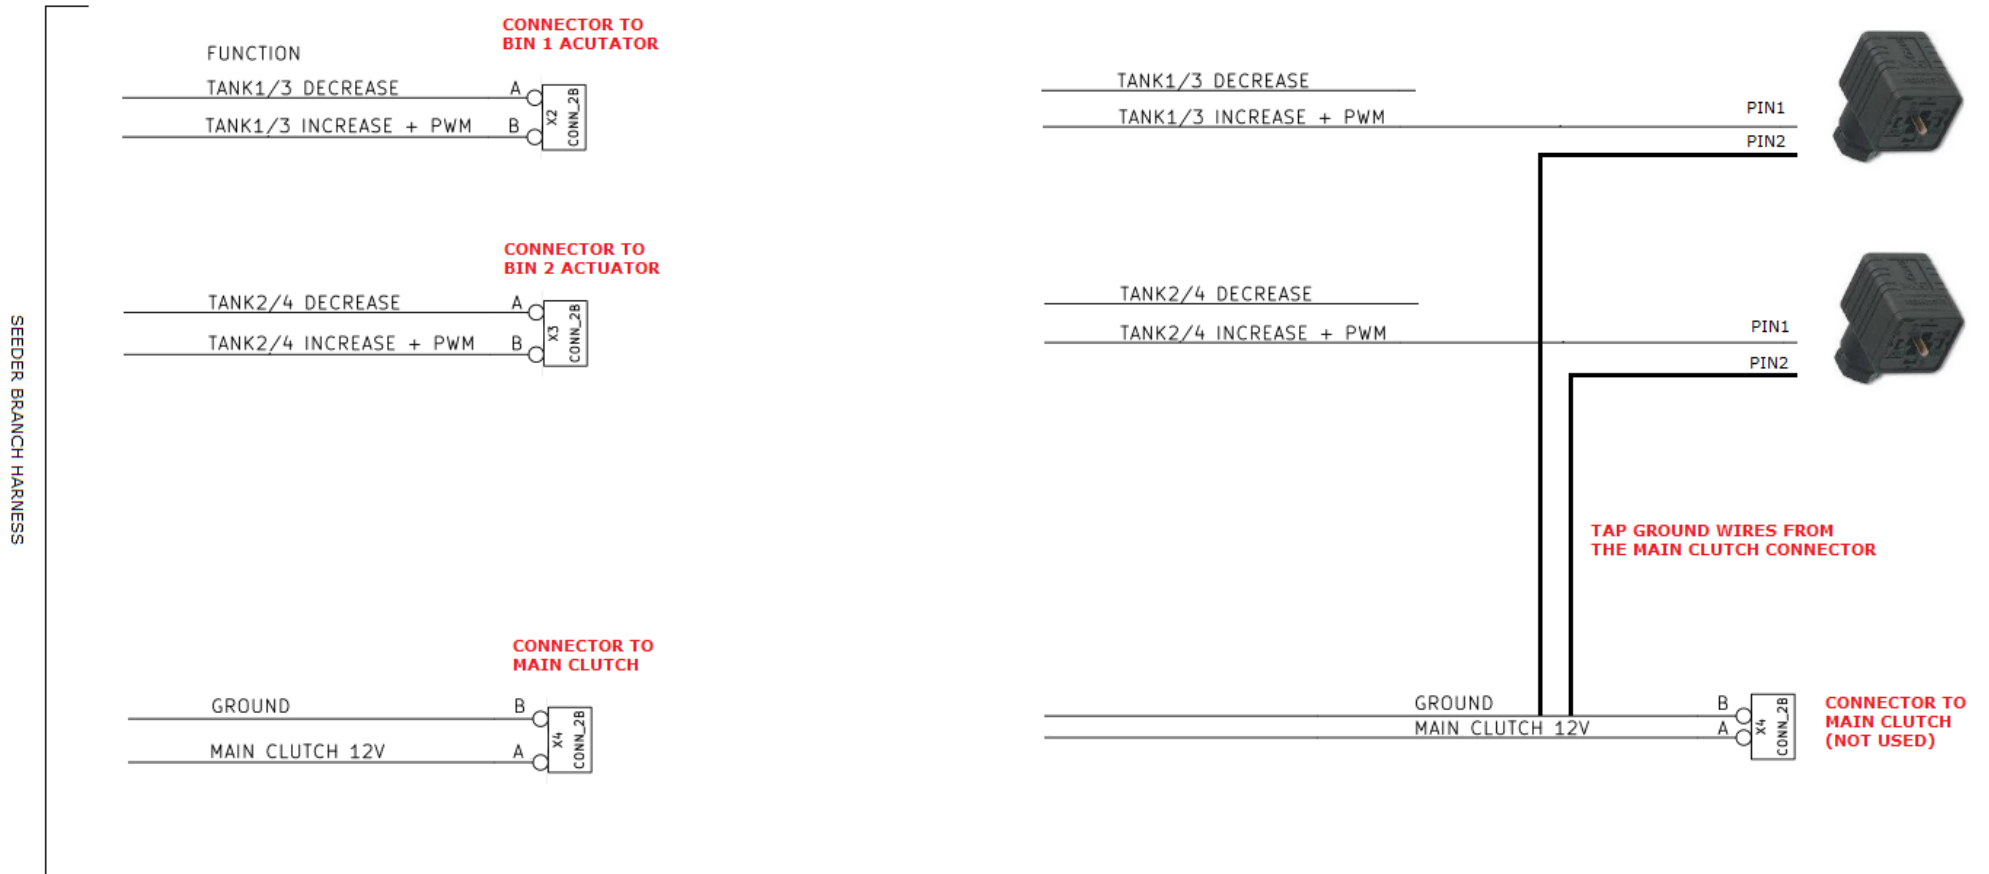 SEEDER BRANCH HARNESS
CONNECTOR TO
BIN 1 ACUTATOR
FUNCTION
TANK1/3 DECREASE
A
TANK1/3 INCREASE + PWM
B
X2
CONN_2B
CONNECTOR TO
BIN 2 ACTUATOR
TANK2/4 DECREASE
A
TANK2/4 INCREASE + PWM
B
X3
CONN_2B
CONNECTOR TO
MAIN CLUTCH
GROUND
B
MAIN CLUTCH 12V
A
X4
CONN_2B
TANK1/3 DECREASE
TANK1/3 INCREASE + PWM
PIN1
PIN2
TANK2/4 DECREASE
TANK2/4 INCREASE + PWM
PIN1
PIN2
TAP GROUND WIRES FROM
THE MAIN CLUTCH CONNECTOR
GROUND
B
MAIN CLUTCH 12V
A
X4
CONN_2B
CONNECTOR TO
MAIN CLUTCH
(NOT USED)